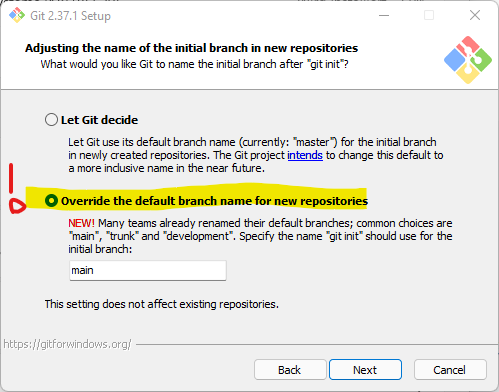 Git 2.37.1 Setup
Adjusting the name of the initial branch in new repositories
What would you like Git to name the initial branch after "git init"?
Let Git decide
Let Git use its default branch name (currently: "master") for the initial branch
in newly created repositories. The Git project intends to change this default to
a more inclusive name in the near future.
Override the default branch name for new repositories
NEW! Many teams already renamed their default branches; common choices are
"main", "trunk" and "development". Specify the name "git init" should use for the
initial branch:
main
This setting does not affect existing repositories.
https://gitforwindows.org/
Back
Next
Cancel